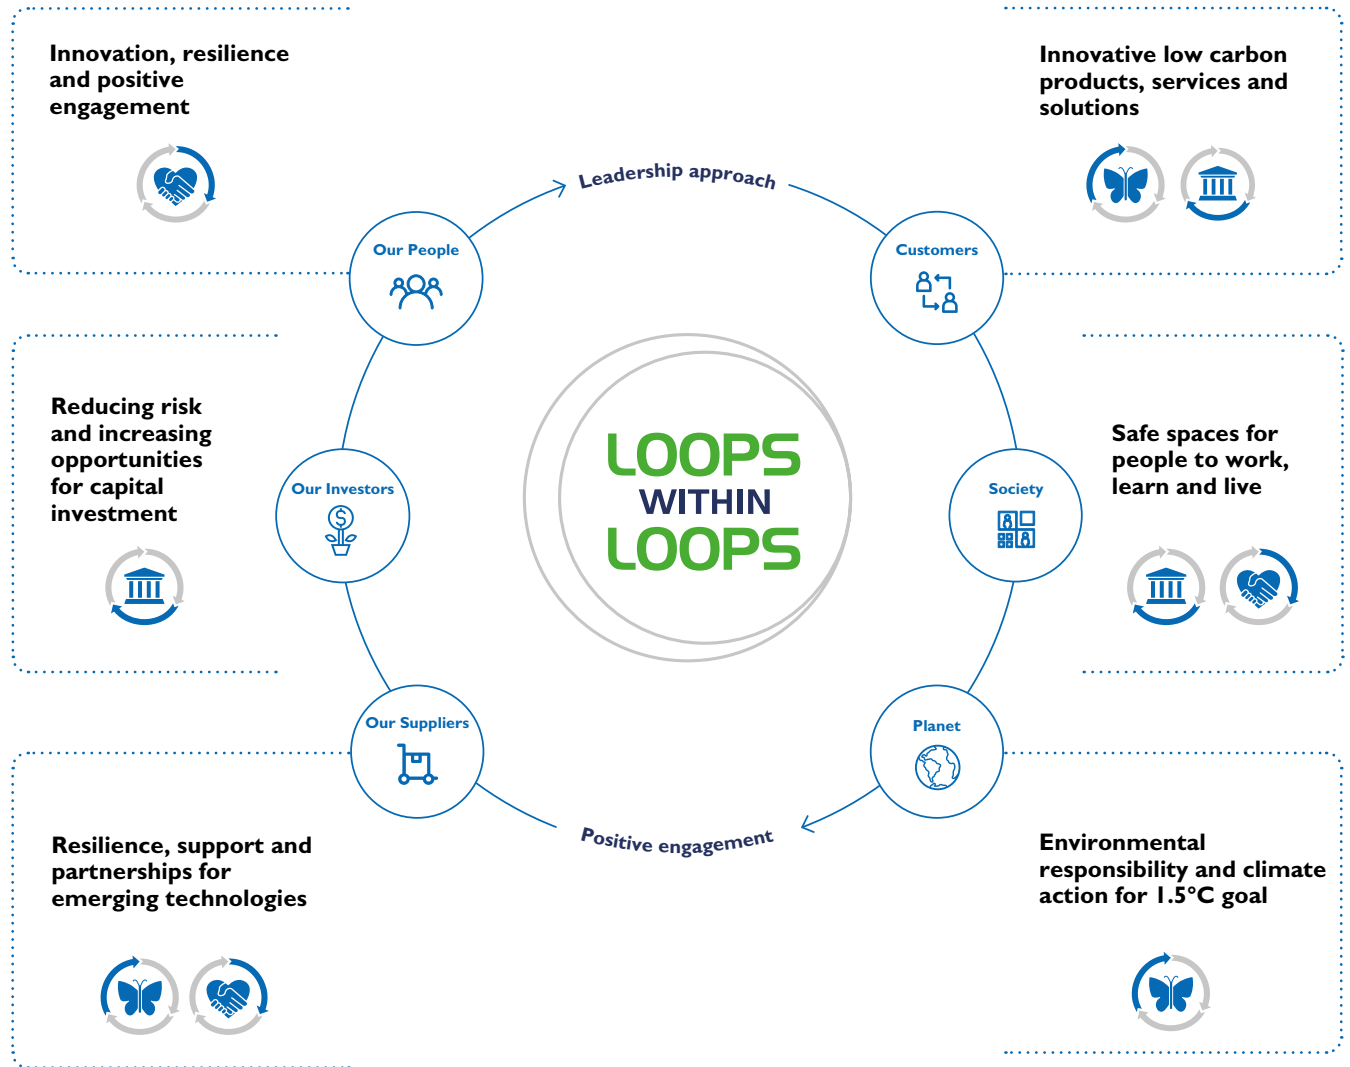 Innovation, resilience
and positive
engagement
Innovative low carbon
products, services and
solutions
Leadership approach
Our People
Customers
Reducing risk
and increasing
opportunities
for capital
investment
Our Investors
$
LOOPS
WITHIN
LOOPS
Society
Safe spaces for
people to work,
learn and live
Our Suppliers
Planet
Positive engagement
Resilience, support and
partnerships for
emerging technologies
Environmental
responsibility and climate
action for 1.5°C goal